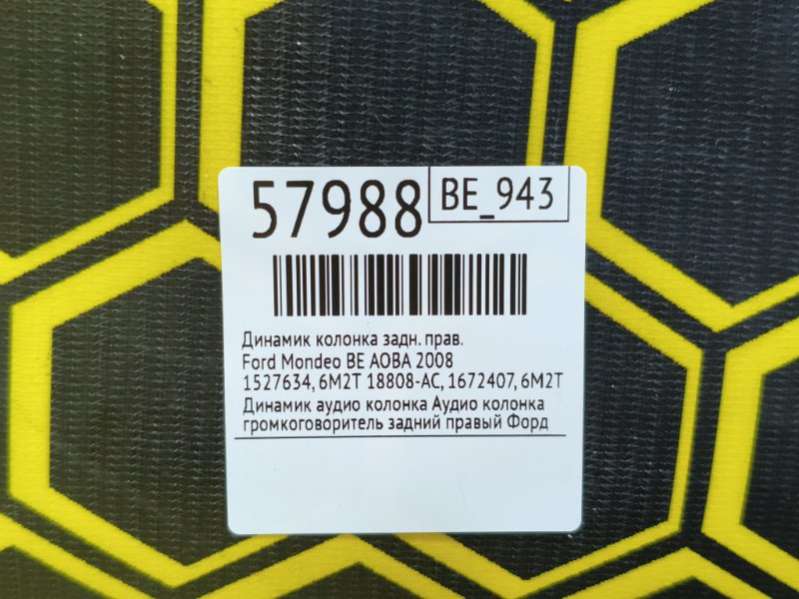 57988
BE_943
Динамик колонка задн. прав.
Ford Mondeo BE AOBA 2008
1527634, 6M2T 18808-AC, 1672407, 6M2T
Динамик аудио колонка Аудио колонка
громкоговоритель задний правый Форд